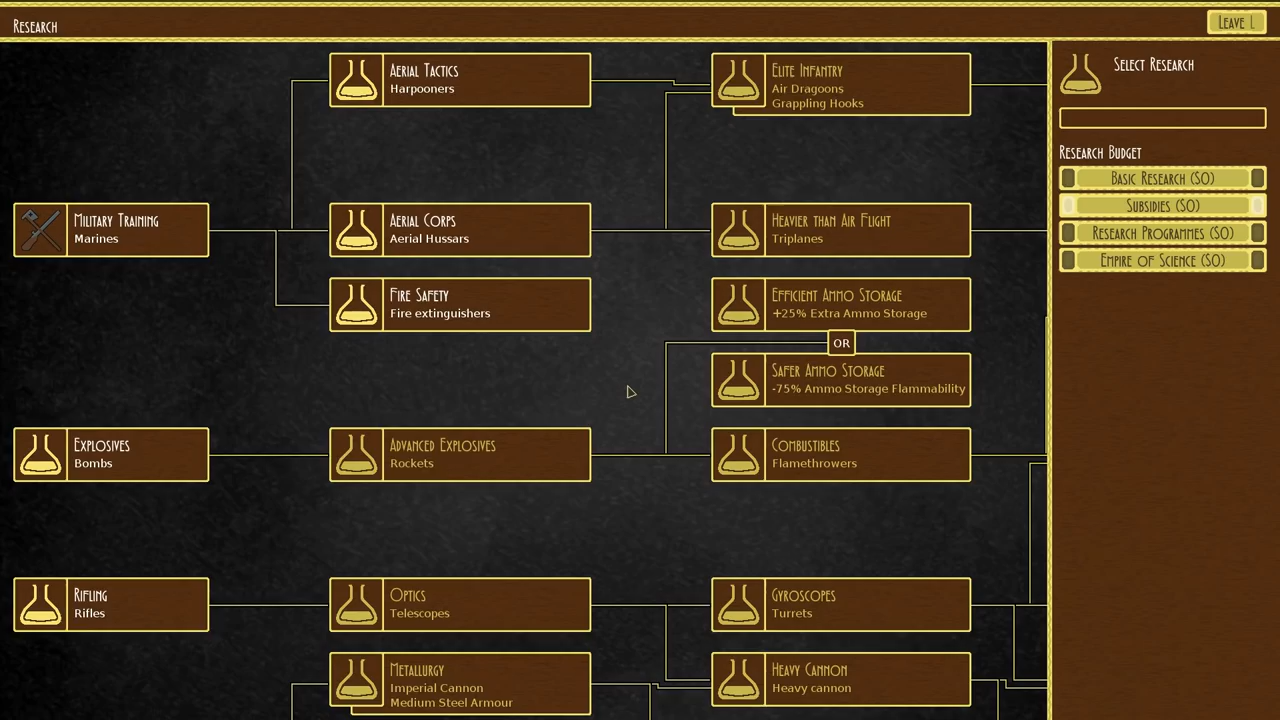 Research
Leave L
Aerial Tactics
Harpooners
Elite Infantry
Air Dragoons
Grappling Hooks
Select Research
Research Budget
Basic Research ($0)
Subsidies ($0)
Research Programmes ($0)
Empire of Science ($0)
Military Training
Marines
Aerial Corps
Aerial Hussars
Heavier than Air Flight
Triplanes
Fire Safety
Fire extinguishers
Efficient Ammo Storage
+25% Extra Ammo Storage
OR
Safer Ammo Storage
-75% Ammo Storage Flammability
Explosives
Bombs
Advanced Explosives
Rockets
Combustibles
Flamethrowers
Rifling
Rifles
Optics
Telescopes
Gyroscopes
Turrets
Metallurgy
Imperial Cannon
Medium Steel Armour
Heavy Cannon
Heavy cannon